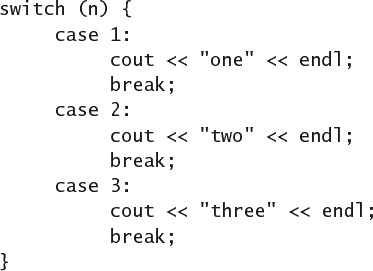 switch (n) {
case 1:
cout << "one" << endl;
break;
case 2:
cout << "two" << endl;
break;
case 3:
cout << "three" << endl;
break;
}